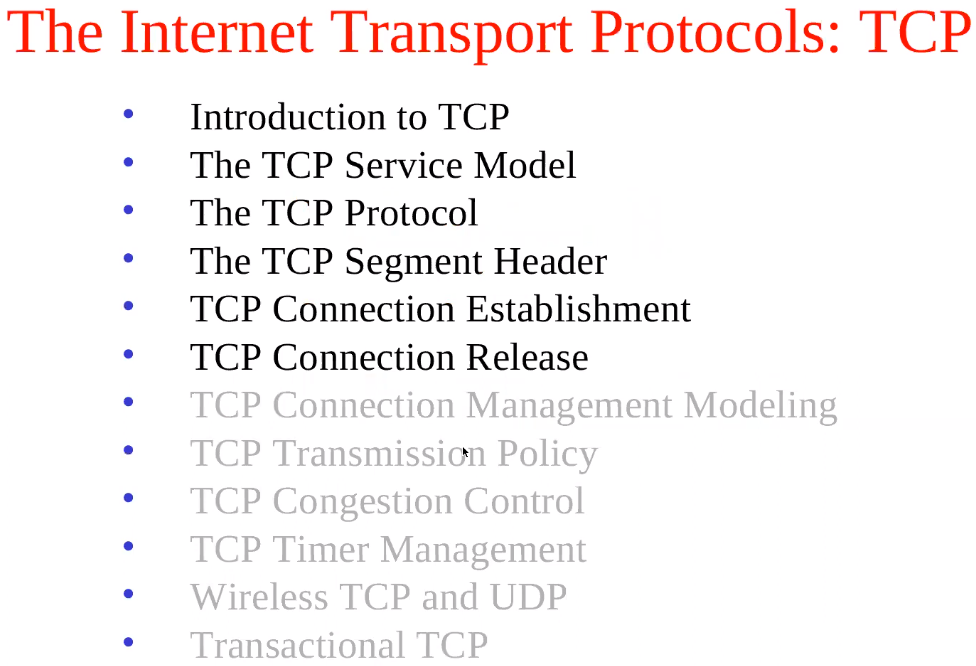 The Internet Transport Protocols: TCP
• Introduction to TCP
• The TCP Service Model
• The TCP Protocol
• The TCP Segment Header
• TCP Connection Establishment
• TCP Connection Release
• TCP Connection Management Modeling
• TCP Transmission Policy
• TCP Congestion Control
• TCP Timer Management
• Wireless TCP and UDP
• Transactional TCP